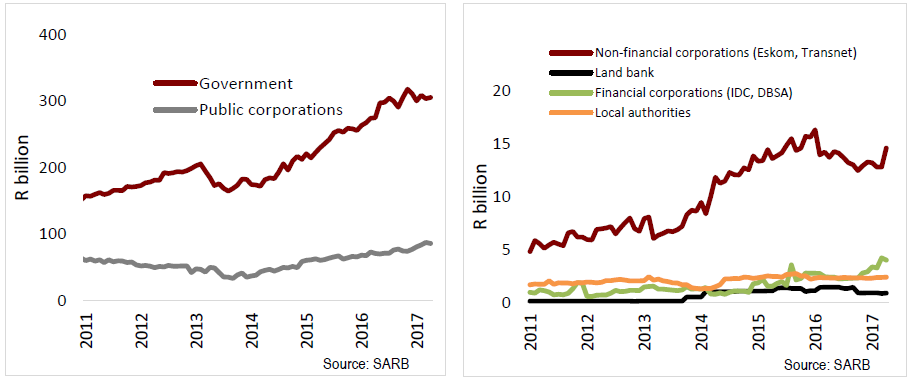 400
300
200
100
0
R billion
Government
Public corporations
2011
2012
2013
2014
2015
2016
2017
Source: SARB
20
15
10
5
0
R billion
Non-financial corporations (Eskom, Transnet)
Land bank
Financial corporations (IDC, DBSA)
Local authorities
2011
2012
2013
2014
2015
2016
2017
Source: SARB